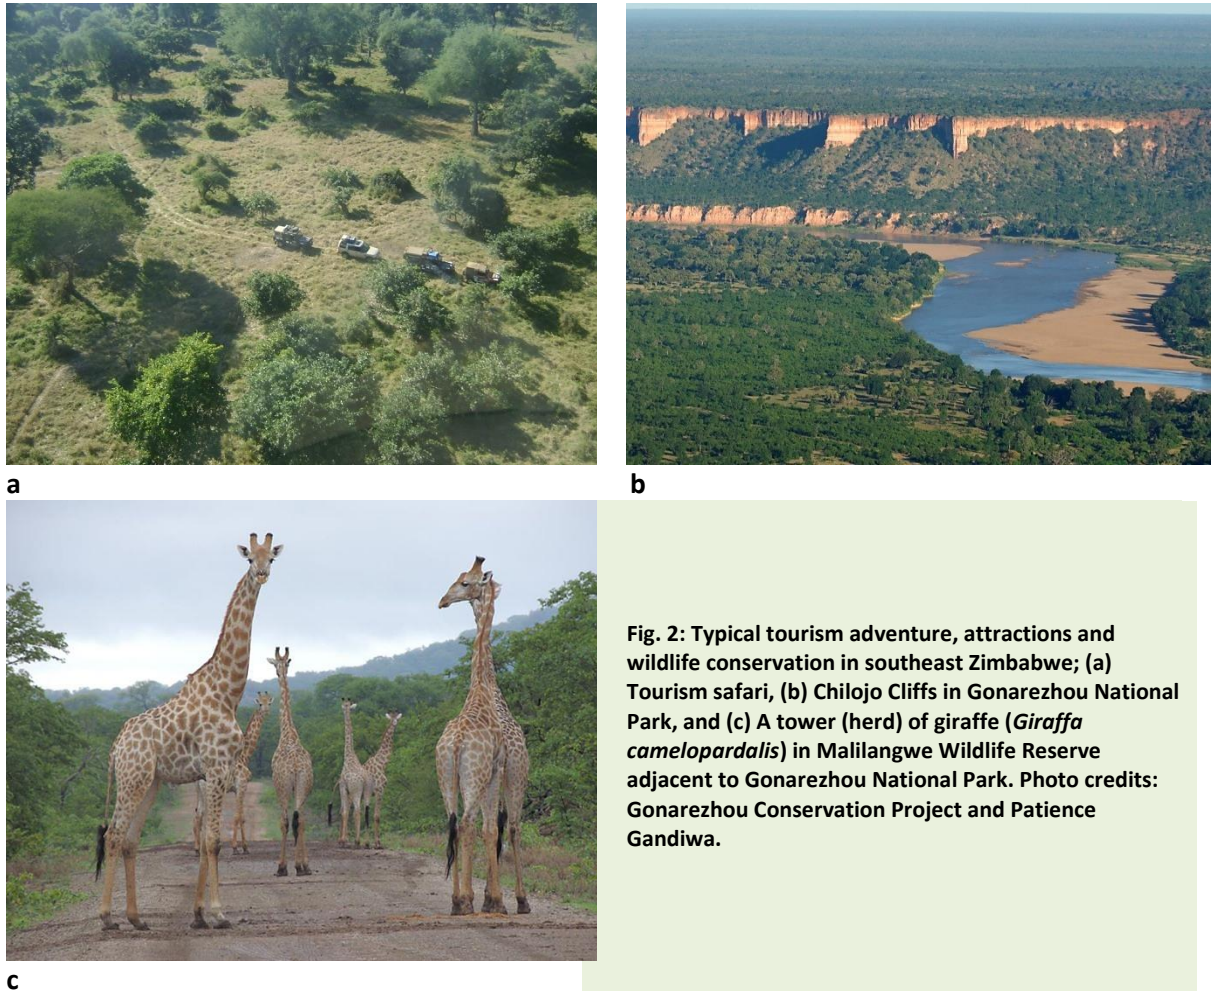 a
b
Fig. 2: Typical tourism adventure, attractions and
wildlife conservation in southeast Zimbabwe; (a)
Tourism safari, (b) Chilojo Cliffs in Gonarezhou National
Park, and (c) A tower (herd) of giraffe (Giraffa
camelopardalis) in Malilangwe Wildlife Reserve
adjacent to Gonarezhou National Park. Photo credits:
Gonarezhou Conservation Project and Patience
Gandiwa.
c